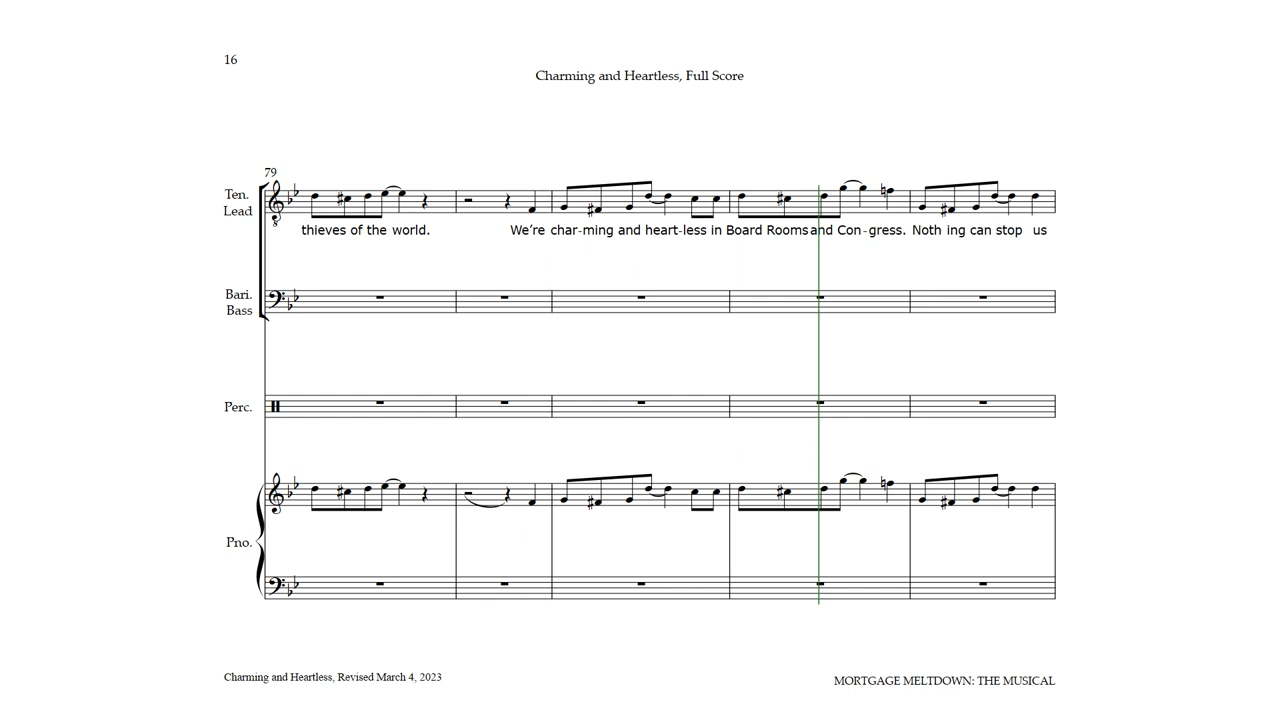 16
Charming and Heartless, Full Score
79
Ten.
Lead
8
thieves of the world. We're char-ming and heart-less in Board Rooms and Con-gress. Noth ing can stop us
Bari.
Bass
Perc.
Pno.
Charming and Heartless, Revised March 4, 2023
MORTGAGE MELTDOWN: THE MUSICAL